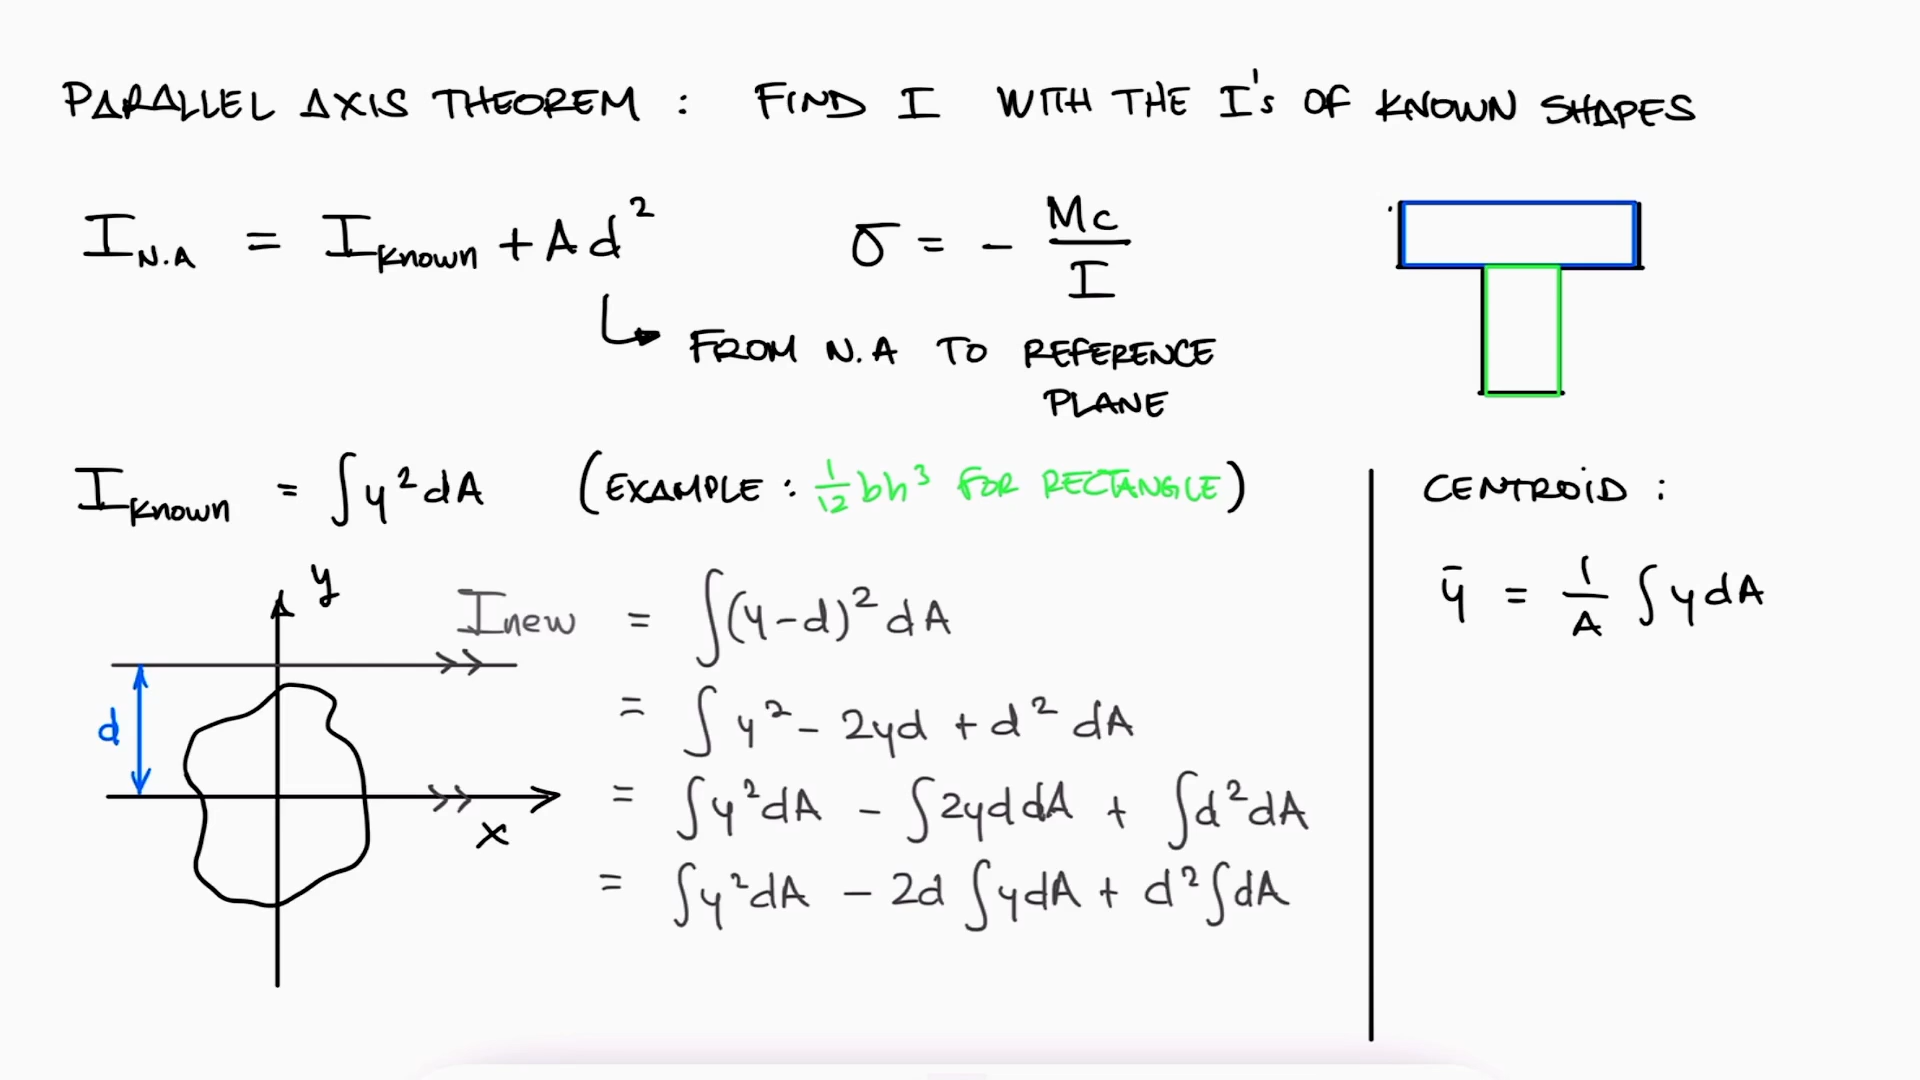 PARALLEL AXIS THEOREM : FIND I WITH THE I's OF KNOWN SHAPES
I_N.A = I_Known + Ad²
σ = - Mc/I
FROM N.A TO REFERENCE
PLANE
I_Known = ∫y²dA (EXAMPLE : 1/12 bh³ FOR RECTANGLE)
y
d
x
I_new = ∫(y-d)² dA
= ∫ y² - 2yd + d² dA
= ∫y²dA - ∫2yd dA + ∫d²dA
= ∫y²dA - 2d ∫ydA + d²∫dA
CENTROID :
ȳ = 1/A ∫ydA